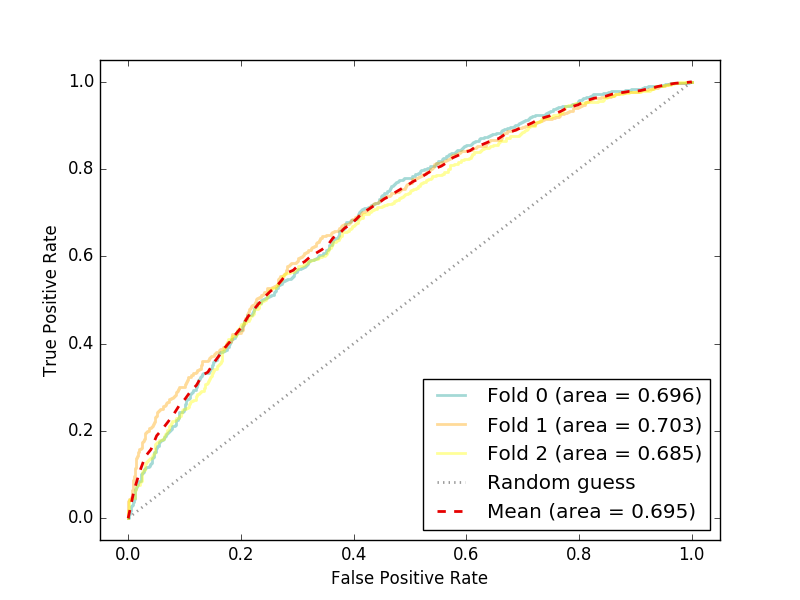 1.0
0.8
0.6
0.4
0.2
0.0
True Positive Rate
Fold 0 (area = 0.696)
Fold 1 (area = 0.703)
Fold 2 (area = 0.685)
Random guess
Mean (area = 0.695)
0.0 0.2 0.4 0.6 0.8 1.0
False Positive Rate